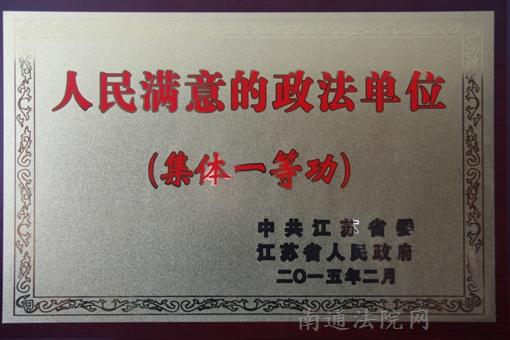 人民满意的政法单位
(集体一等功)
中共江苏省委
江苏省人民政府
二〇一五年二月
南通法院网